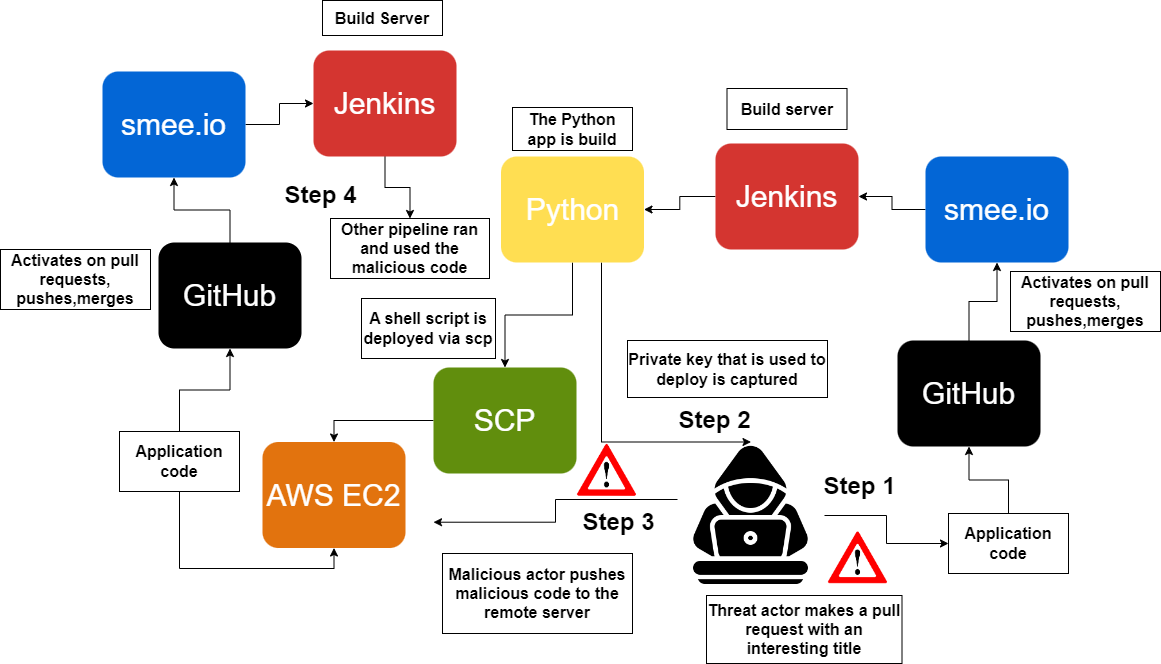 Build Server
Jenkins
smee.io
Step 4
Other pipeline ran
and used the
malicious code
Activates on pull
requests,
pushes,merges
GitHub
Application
code
The Python
app is build
Python
Build server
Jenkins
smee.io
Activates on pull
requests,
pushes,merges
GitHub
A shell script is
deployed via scp
SCP
AWS EC2
Private key that is used to
deploy is captured
Step 2
Step 3
Malicious actor pushes
malicious code to the
remote server
Step 1
Application
code
Threat actor makes a pull
request with an
interesting title